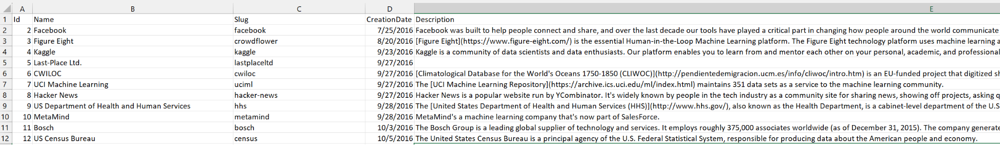 A B C D E
1 Id Name Slug CreationDate Description
2 2 Facebook facebook 7/25/2016 Facebook was built to help people connect and share, and over the last decade our tools have played a critical part in changing how people around the world communicate
3 3 Figure Eight crowdflower 8/20/2016 [Figure Eight](https://www.figure-eight.com/) is the essential Human-in-the-Loop Machine Learning platform. The Figure Eight technology platform uses machine learning a
4 4 Kaggle kaggle 9/23/2016 Kaggle is a community of data scientists and data enthusiasts. Our platform enables you to learn from and mentor each other on your personal, academic, and professional
5 5 Last-Place Ltd. lastplaceltd 9/27/2016
6 6 CWILOC cwiloc 9/27/2016 [Climatological Database for the World's Oceans 1750-1850 (CLIWOC)](http://pendientedemigracion.ucm.es/info/cliwoc/intro.htm) is an EU-funded project that digitized sh
7 7 UCI Machine Learning uciml 9/27/2016 The [UCI Machine Learning Repository](https://archive.ics.uci.edu/ml/index.html) maintains 351 data sets as a service to the machine learning community.
8 8 Hacker News hacker-news 9/27/2016 Hacker News is a popular website run by YCombinator. It's widely known by people in the tech industry as a community site for sharing news, showing off projects, asking q
9 9 US Department of Health and Human Services hhs 9/28/2016 The [United States Department of Health and Human Services (HHS)](http://www.hhs.gov/), also known as the Health Department, is a cabinet-level department of the U.S
10 10 MetaMind metamind 9/28/2016 MetaMind's a machine learning company that's now part of SalesForce.
11 11 Bosch bosch 10/3/2016 The Bosch Group is a leading global supplier of technology and services. It employs roughly 375,000 associates worldwide (as of December 31, 2015). The company generate
12 12 US Census Bureau census 10/5/2016 The United States Census Bureau is a principal agency of the U.S. Federal Statistical System, responsible for producing data about the American people and economy.